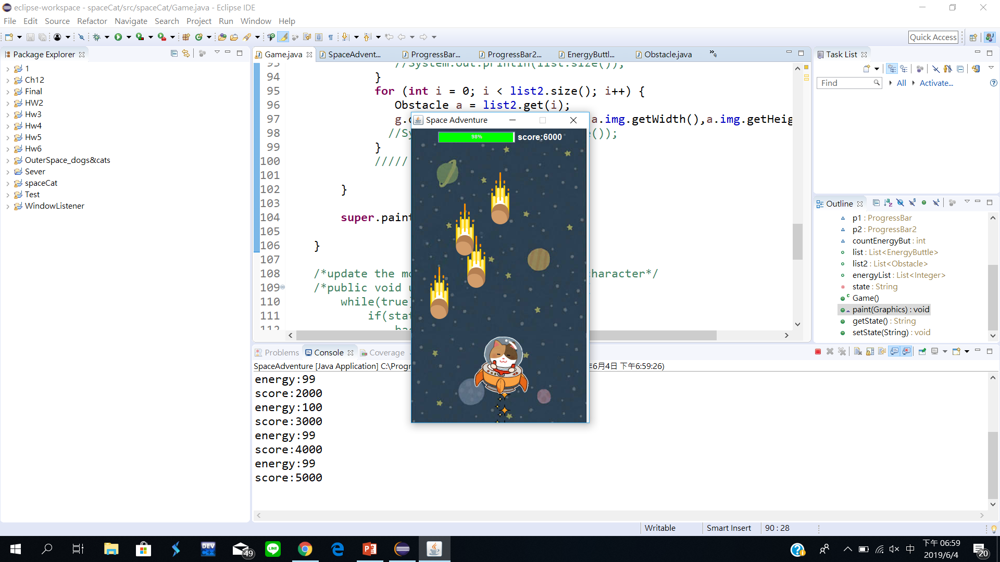 eclipse-workspace - spaceCat/src/spaceCat/Game.java - Eclipse IDE
File Edit Source Refactor Navigate Search Project Run Window Help
Quick Access
Package Explorer
1
Ch12
Final
HW2
Hw3
Hw4
Hw5
Hw6
OuterSpace_dogs&cats
Sever
spaceCat
Test
WindowListener
Game.java SpaceAdvent... ProgressBar... ProgressBar2... EnergyButtl... Obstacle.java »9
93 //System.out.println(list.size());
94 }
95 for (int i = 0; i < list2.size(); i++) {
96 Obstacle a = list2.get(i);
97 g. a.img.getWidth(),a.img.getHeig
98 //Sy ());
99 }
100 /////
101
102 }
103
104 super.paint
105
106 }
107
108 /*update the mo haracter*/
109 /*public void u
110 while(true)
111 if(stat
112
Space Adventure
98% score:6000
Problems Console Coverage
SpaceAdventure [Java Application] C:\Progr 6月4日 下午6:59:26)
energy:99
score:2000
energy:100
score:3000
energy:99
score:4000
energy:99
score:5000
Task List
Find All Activate...
Outline
p1 : ProgressBar
p2 : ProgressBar2
countEnergyBut : int
list : List<EnergyButtle>
list2 : List<Obstacle>
energyList : List<Integer>
state : String
Game()
paint(Graphics) : void
getState() : String
setState(String) : void
Writable Smart Insert 90 : 28
DEV C++ 49 LINE 中 下午 06:59
2019/6/4 20